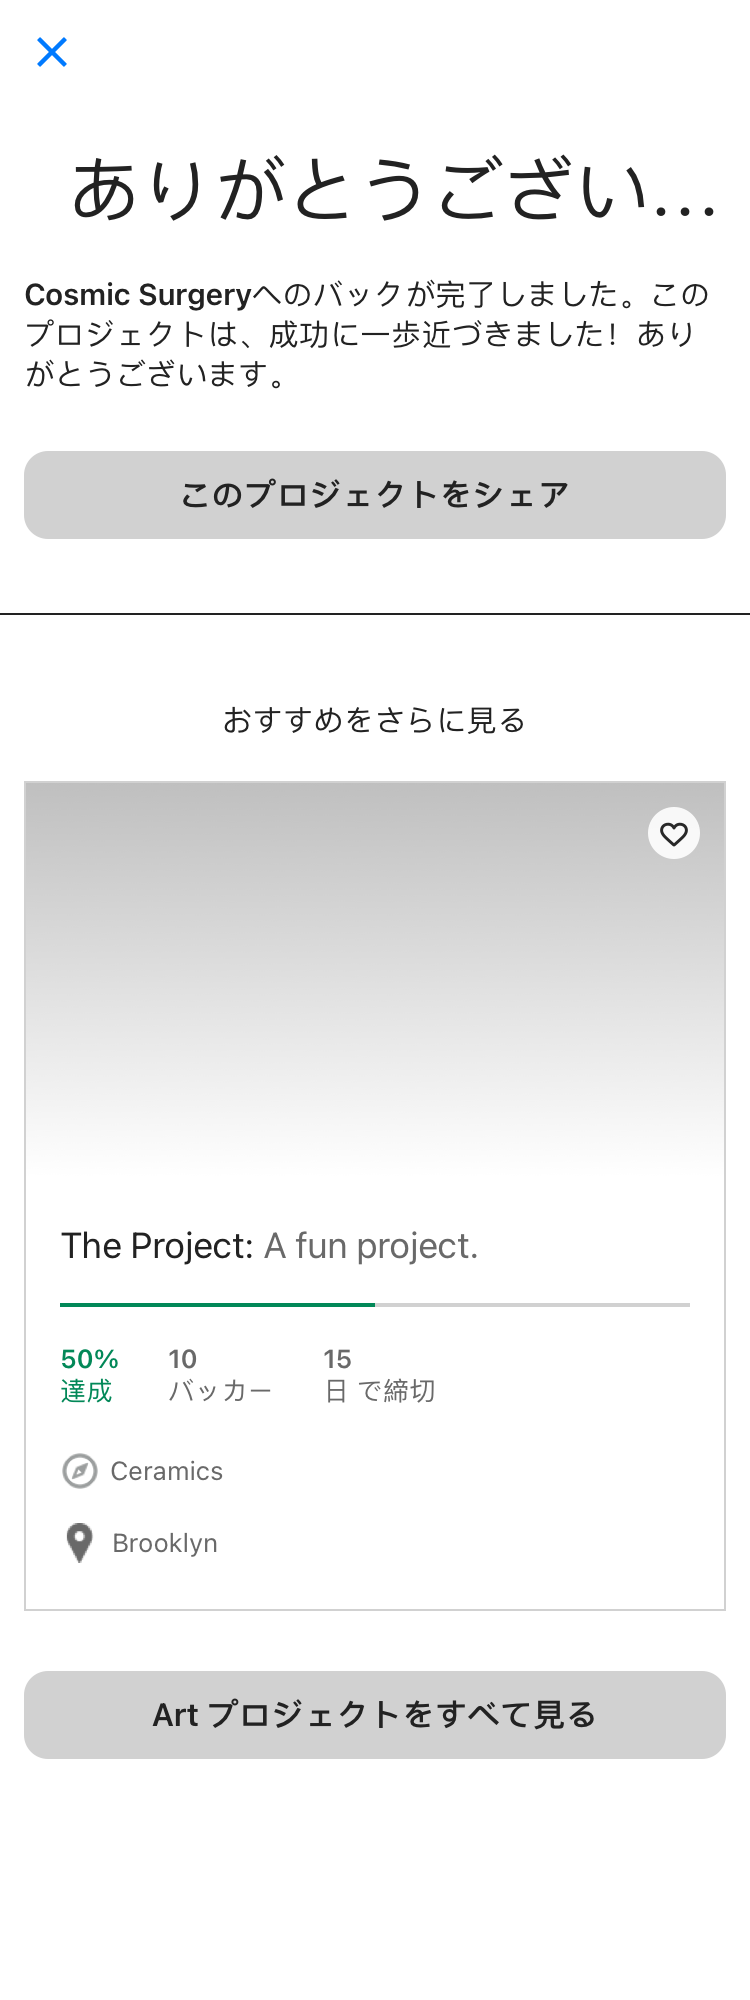 ありがとうござい...
Cosmic Surgeryへのバックが完了しました。この
プロジェクトは、成功に一歩近づきました！あり
がとうございます。
このプロジェクトをシェア
おすすめをさらに見る
The Project: A fun project.
50% 10 15
達成 バッカー 日 で締切
Ceramics
Brooklyn
Art プロジェクトをすべて見る